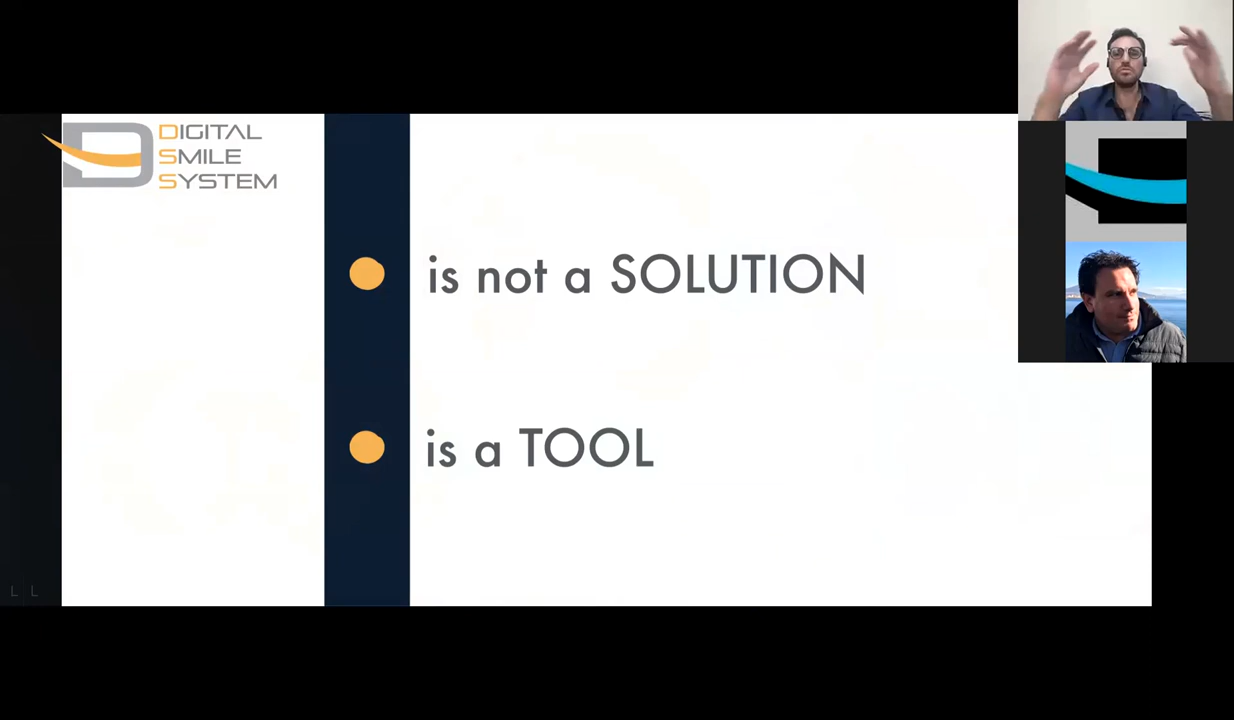 DIGITAL
SMILE
SYSTEM
is not a SOLUTION
is a TOOL
L L